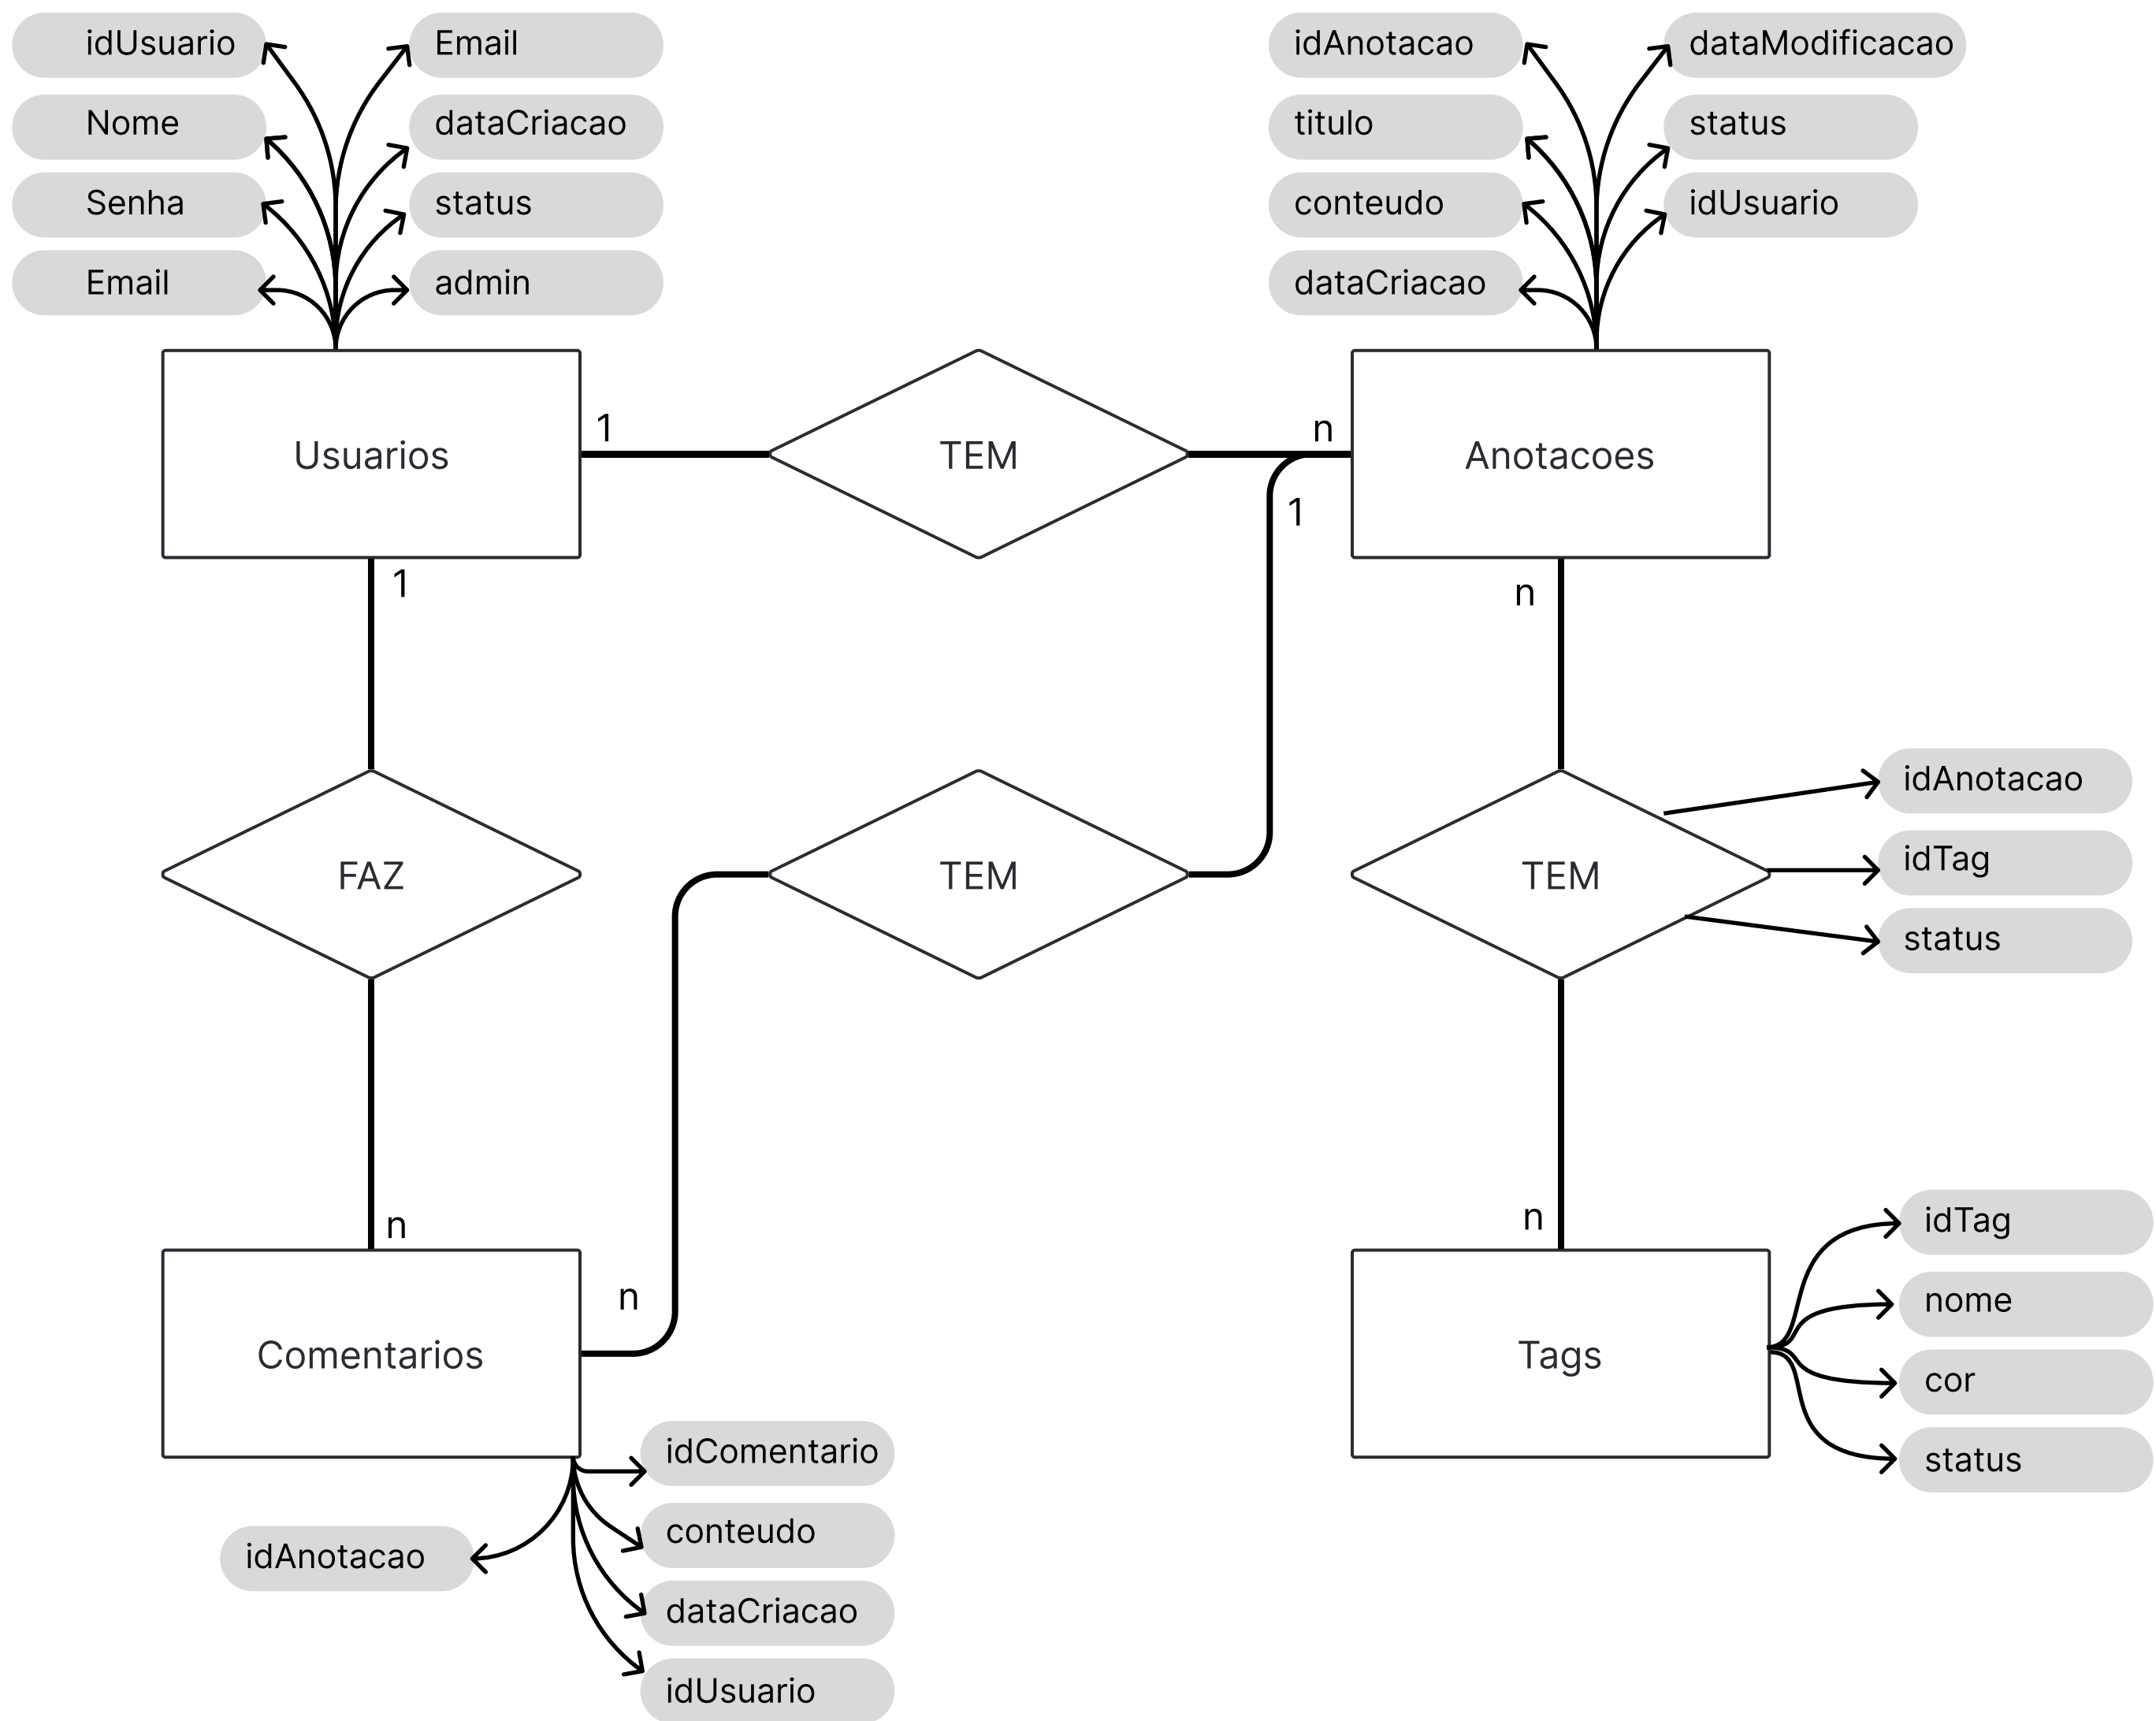 idUsuario
Email
Nome
dataCriacao
Senha
status
Email
admin
idAnotacao
dataModificacao
titulo
status
conteudo
idUsuario
dataCriacao
Usuarios
1
TEM
n
1
Anotacoes
1
n
FAZ
TEM
TEM
idAnotacao
idTag
status
n
n
n
Comentarios
Tags
idTag
nome
cor
status
idComentario
conteudo
idAnotacao
dataCriacao
idUsuario